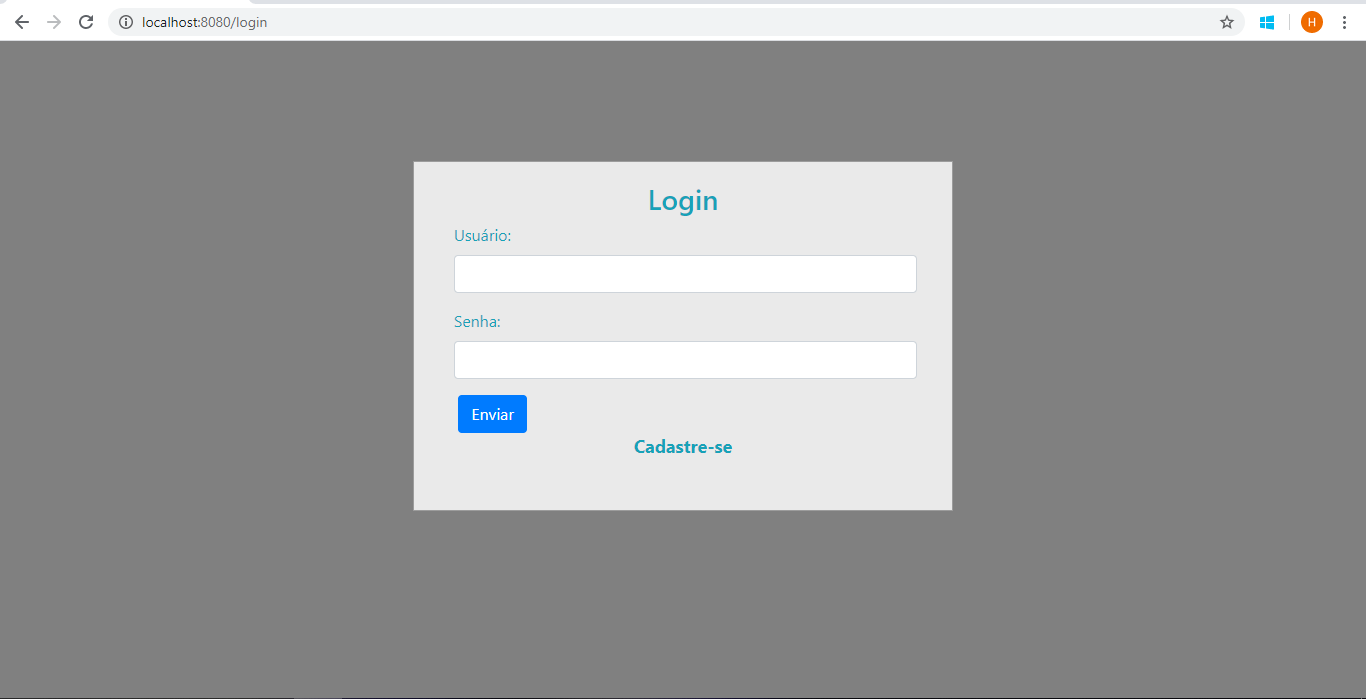 localhost:8080/login
H
Login
Usuário:
Senha:
Enviar
Cadastre-se